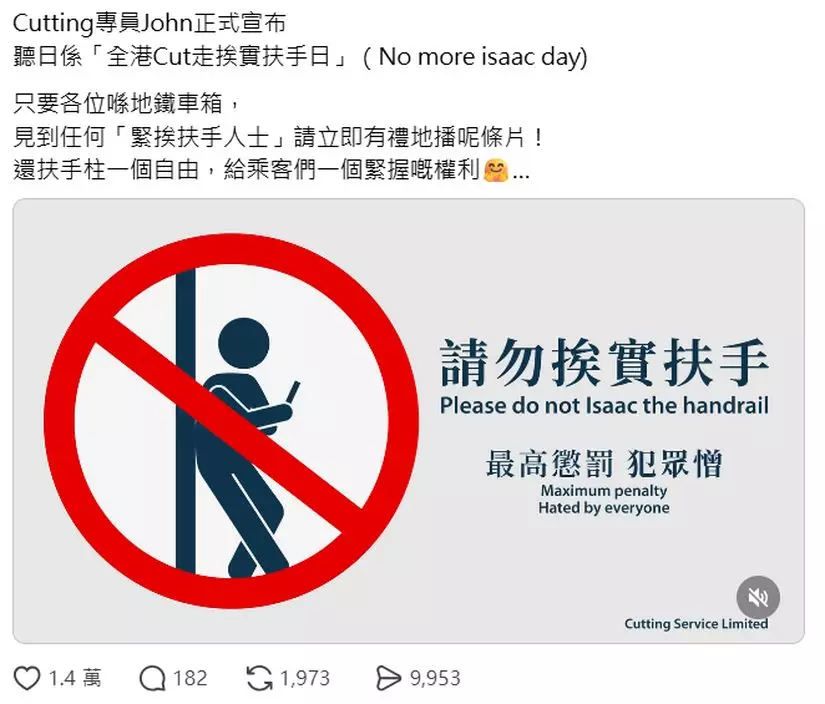 Cutting專員John正式宣布
聽日係「全港Cut走挨實扶手日」（No more isaac day)
只要各位喺地鐵車箱，
見到任何「緊挨扶手人士」請立即有禮地播呢條片！
還扶手柱一個自由，給乘客們一個緊握嘅權利🤗...
請勿挨實扶手
Please do not Isaac the handrail
最高懲罰 犯眾憎
Maximum penalty
Hated by everyone
Cutting Service Limited
1.4 萬 182 1,973 9,953